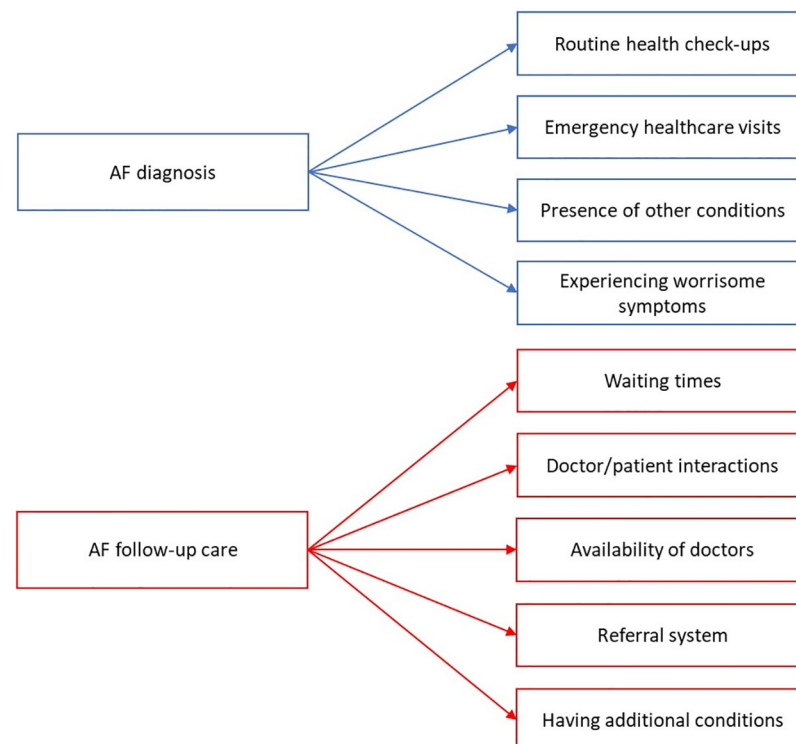 Routine health check-ups
AF diagnosis
Emergency healthcare visits
Presence of other conditions
Experiencing worrisome
symptoms
Waiting times
Doctor/patient interactions
AF follow-up care
Availability of doctors
Referral system
Having additional conditions